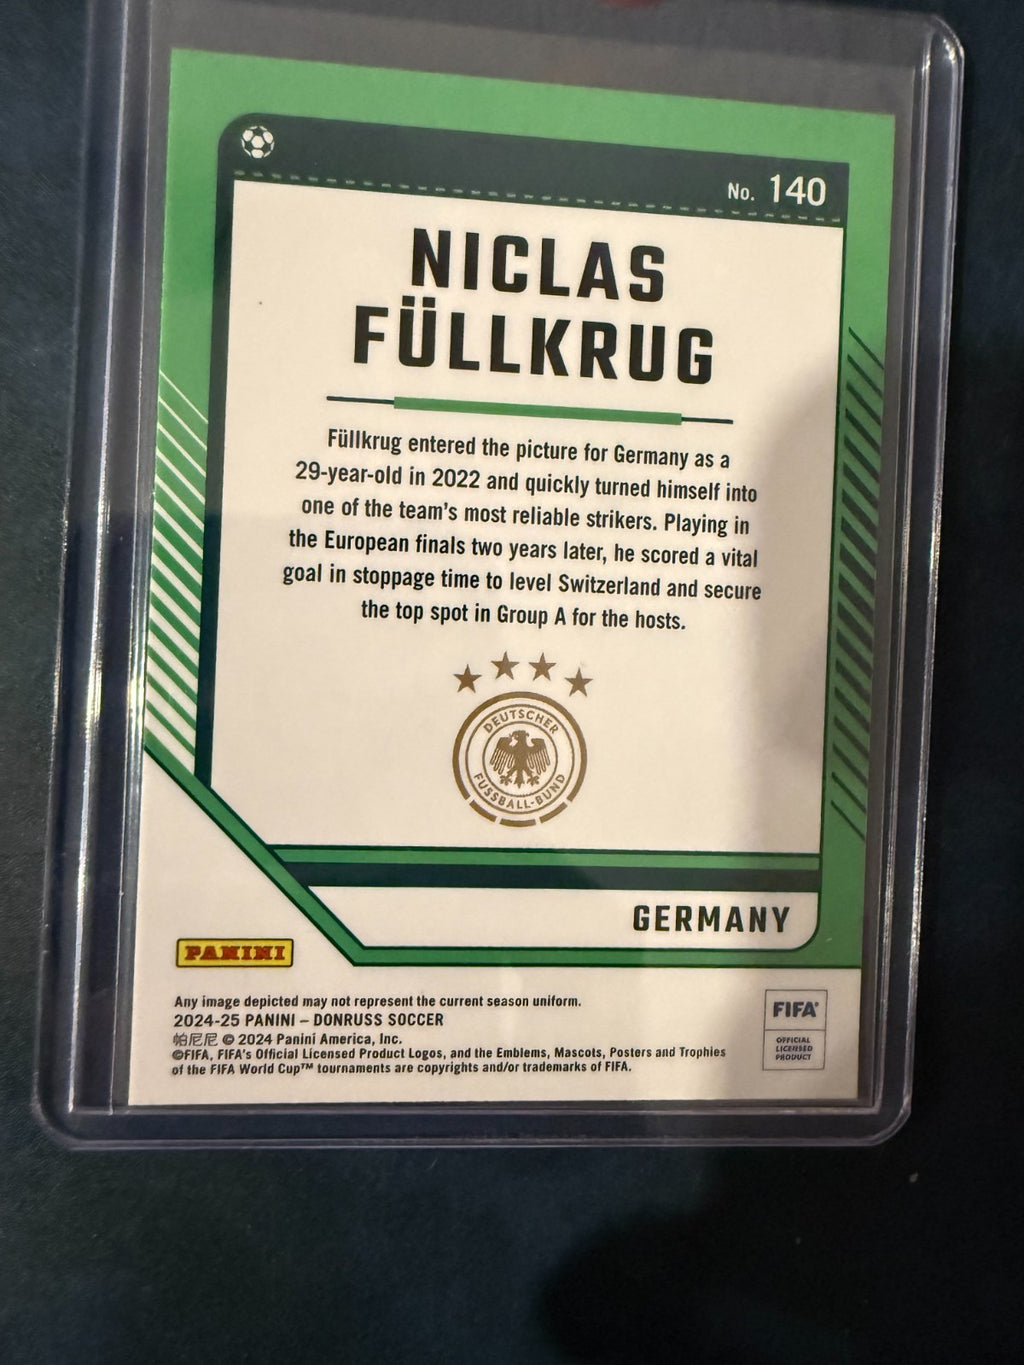 No. 140
NICLAS
FÜLLKRUG
Füllkrug entered the picture for Germany as a
29-year-old in 2022 and quickly turned himself into
one of the team's most reliable strikers. Playing in
the European finals two years later, he scored a vital
goal in stoppage time to level Switzerland and secure
the top spot in Group A for the hosts.
DEUTSCHER
FUSSBALL-BUND
GERMANY
PANINI
Any image depicted may not represent the current season uniform.
2024-25 PANINI – DONRUSS SOCCER
帕尼尼 © 2024 Panini America, Inc.
©FIFA, FIFA's Official Licensed Product Logos, and the Emblems, Mascots, Posters and Trophies
of the FIFA World Cup™ tournaments are copyrights and/or trademarks of FIFA.
FIFA®
OFFICIAL
LICENSED
PRODUCT